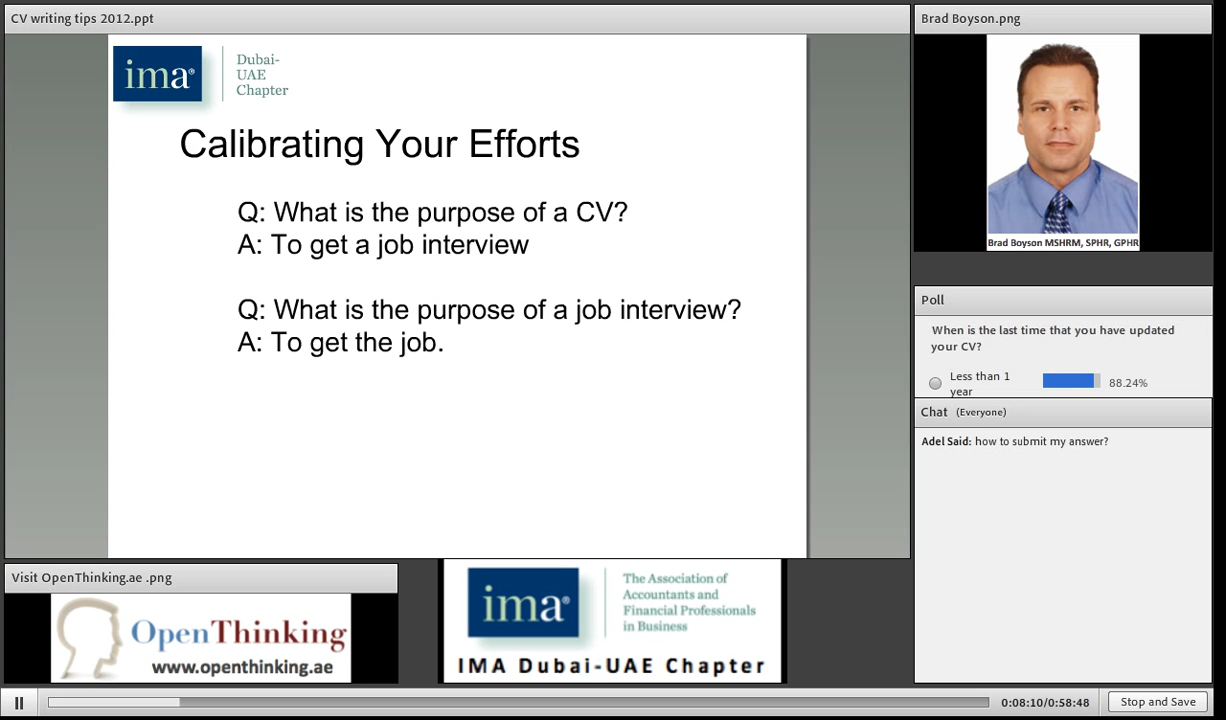 CV writing tips 2012.ppt
ima®
Dubai-
UAE
Chapter
Calibrating Your Efforts
Q: What is the purpose of a CV?
A: To get a job interview
Q: What is the purpose of a job interview?
A: To get the job.
Brad Boyson.png
Brad Boyson MSHRM, SPHR, GPHR
Poll
When is the last time that you have updated
your CV?
Less than 1
year
88.24%
Chat (Everyone)
Adel Said: how to submit my answer?
Visit OpenThinking.ae .png
OpenThinking
www.openthinking.ae
ima®
The Association of
Accountants and
Financial Professionals
in Business
IMA Dubai-UAE Chapter
0:08:10/0:58:48
Stop and Save